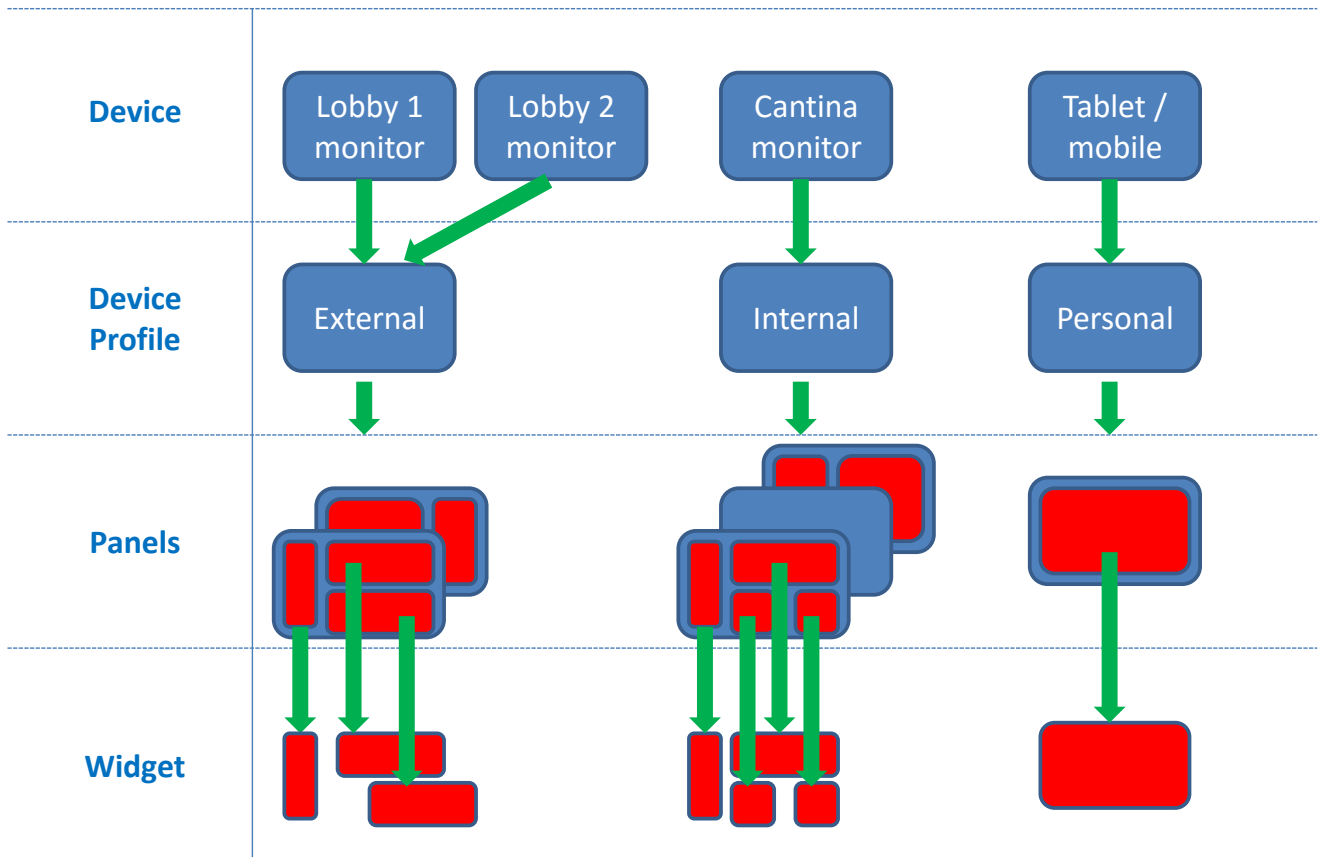 Device
Lobby 1
monitor
Lobby 2
monitor
Cantina
monitor
Tablet /
mobile
Device
Profile
External
Internal
Personal
Panels
Widget